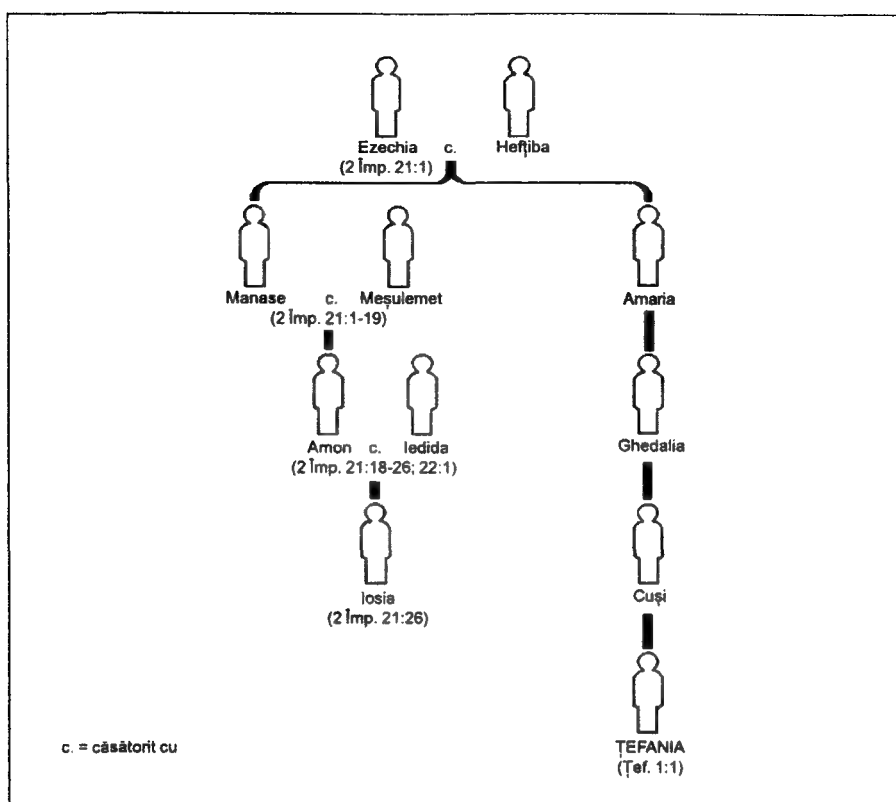 Ezechia c. Hefțiba
(2 Împ. 21:1)
Manase c. Meșulemet
(2 Împ. 21:1-19)
Amaria
Amon c. Iedida
(2 Împ. 21:18-26; 22:1)
Ghedalia
Iosia
(2 Împ. 21:26)
Cuși
c. = căsătorit cu
ȚEFANIA
(Țef. 1:1)